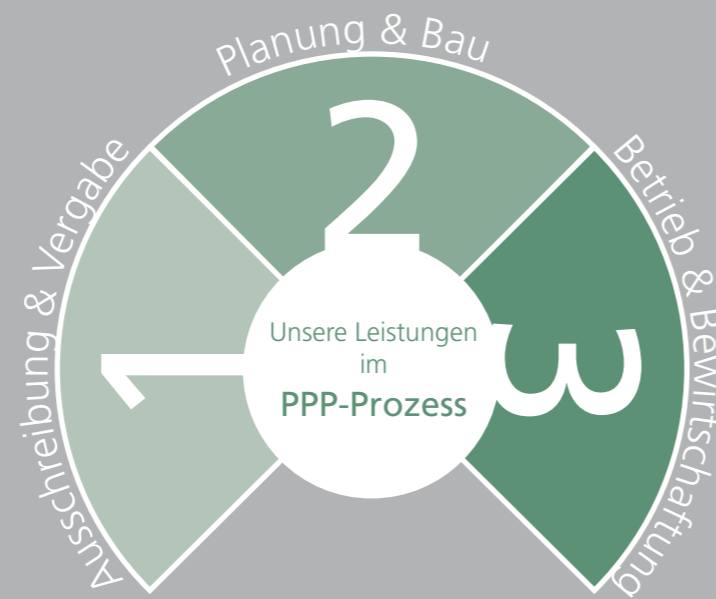 Ausschreibung & Vergabe
1
Planung & Bau
2
Betrieb & Bewirtschaftung
3
Unsere Leistungen
im
PPP-Prozess